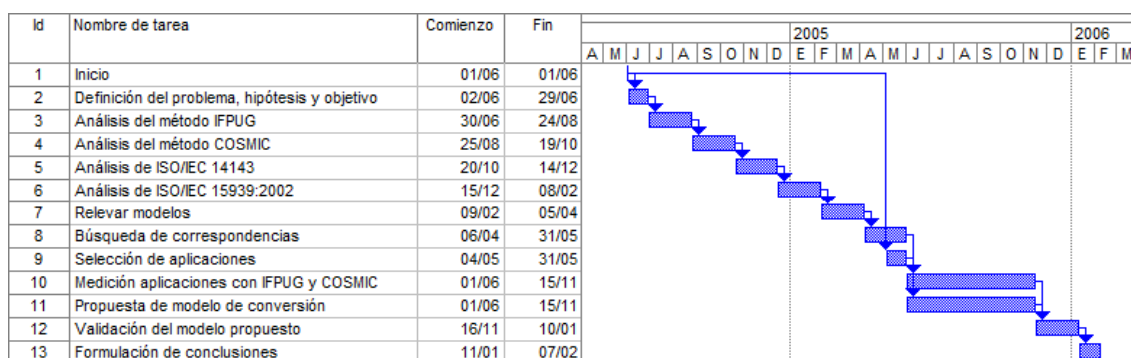 Id Nombre de tarea Comienzo Fin
2005 2006
A M J J A S O N D E F M A M J J A S O N D E F M
1 Inicio 01/06 01/06
2 Definición del problema, hipótesis y objetivo 02/06 29/06
3 Análisis del método IFPUG 30/06 24/08
4 Análisis del método COSMIC 25/08 19/10
5 Análisis de ISO/IEC 14143 20/10 14/12
6 Análisis de ISO/IEC 15939:2002 15/12 08/02
7 Relevar modelos 09/02 05/04
8 Búsqueda de correspondencias 06/04 31/05
9 Selección de aplicaciones 04/05 31/05
10 Medición aplicaciones con IFPUG y COSMIC 01/06 15/11
11 Propuesta de modelo de conversión 01/06 15/11
12 Validación del modelo propuesto 16/11 10/01
13 Formulación de conclusiones 11/01 07/02